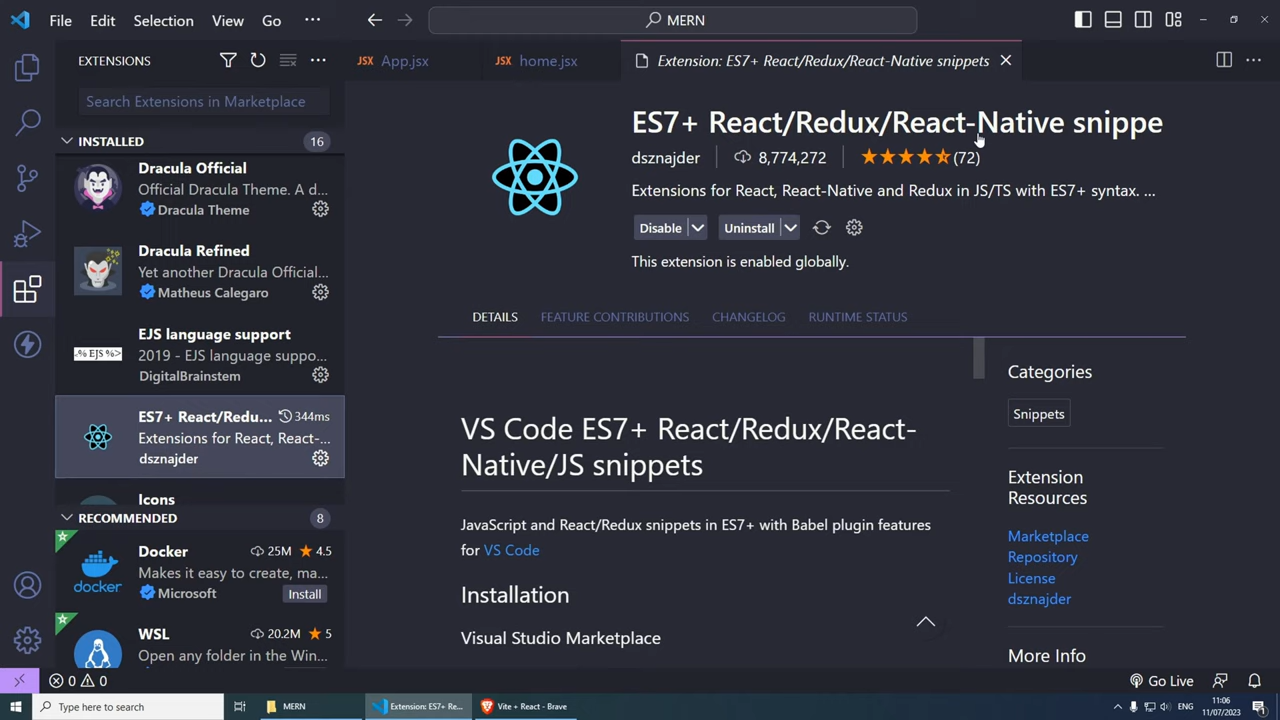 File Edit Selection View Go ··· MERN
EXTENSIONS
JSX App.jsx
JSX home.jsx
Extension: ES7+ React/Redux/React-Native snippets
Search Extensions in Marketplace
INSTALLED 16
Dracula Official
Official Dracula Theme. A d...
Dracula Theme
Dracula Refined
Yet another Dracula Official...
Matheus Calegaro
EJS language support
<% EJS %>
2019 - EJS language suppo...
DigitalBrainstem
ES7+ React/Redu... 344ms
Extensions for React, React-...
dsznajder
Icons
RECOMMENDED 8
Docker 25M 4.5
Makes it easy to create, ma...
Microsoft Install
WSL 20.2M 5
Open any folder in the Win...
ES7+ React/Redux/React-Native snippe
dsznajder 8,774,272 (72)
Extensions for React, React-Native and Redux in JS/TS with ES7+ syntax. ...
Disable Uninstall
This extension is enabled globally.
DETAILS FEATURE CONTRIBUTIONS CHANGELOG RUNTIME STATUS
VS Code ES7+ React/Redux/React-
Native/JS snippets
JavaScript and React/Redux snippets in ES7+ with Babel plugin features
for VS Code
Installation
Visual Studio Marketplace
Categories
Snippets
Extension
Resources
Marketplace
Repository
License
dsznajder
More Info
0 0 Go Live
Type here to search
MERN
Extension: ES7+ Re...
Vite + React - Brave
ENG
11:06
11/07/2023
1